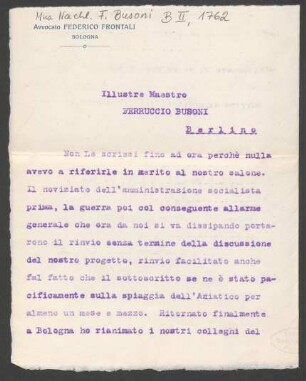 Mus. Nachl. F. Busoni B II, 1762
Avvocato FEDERICO FRONTALI
BOLOGNA
Illustre Maestro
FERRUCCIO BUSONI
Berlino
Non Le scrissi fino ad ora perchè nulla
avevo a riferirle in merito al nostro salone.
Il noviziato dell'amministrazione socialista
prima, la guerra poi col conseguente allarme
generale che ora da noi si va dissipando porta-
rono il rinvio senza termine della discussione
del nostro progetto, rinvio facilitato anche
fal fatto che il sottoscritto se ne è stato pa-
cificamente sulla spiaggia dell'Aziatico per
almeno un mese e mezzo. Ritornato finalmente
a Bologna ho rianimato i nostri colleghi del